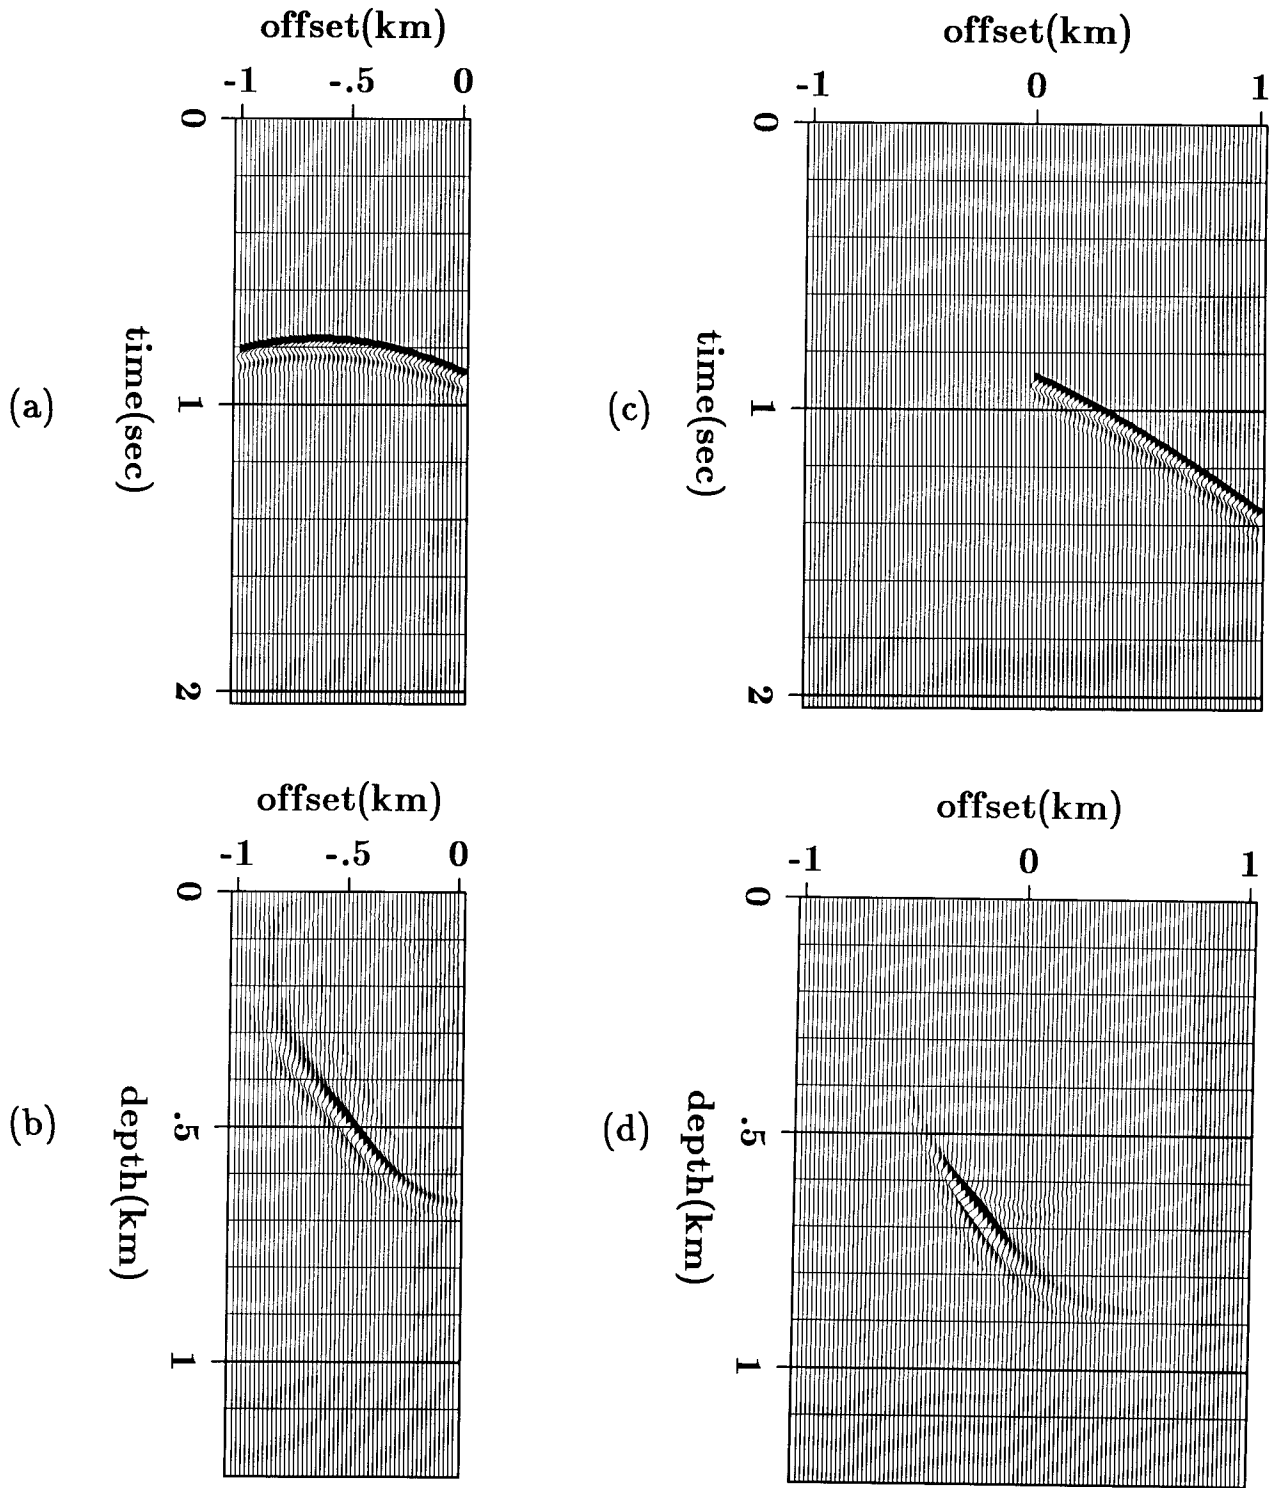 offset(km)
-1 -.5 0
0
1
2
time(sec)
(a)
offset(km)
-1 0 1
0
1
2
time(sec)
(c)
offset(km)
-1 -.5 0
0
.5
1
depth(km)
(b)
offset(km)
-1 0 1
0
.5
1
depth(km)
(d)